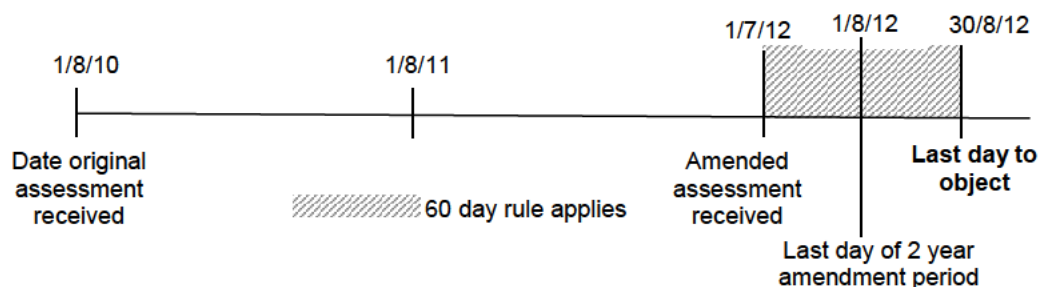 1/8/10
1/8/11
1/7/12
1/8/12
30/8/12
Date original
assessment
received
60 day rule applies
Amended
assessment
received
Last day to
object
Last day of 2 year
amendment period